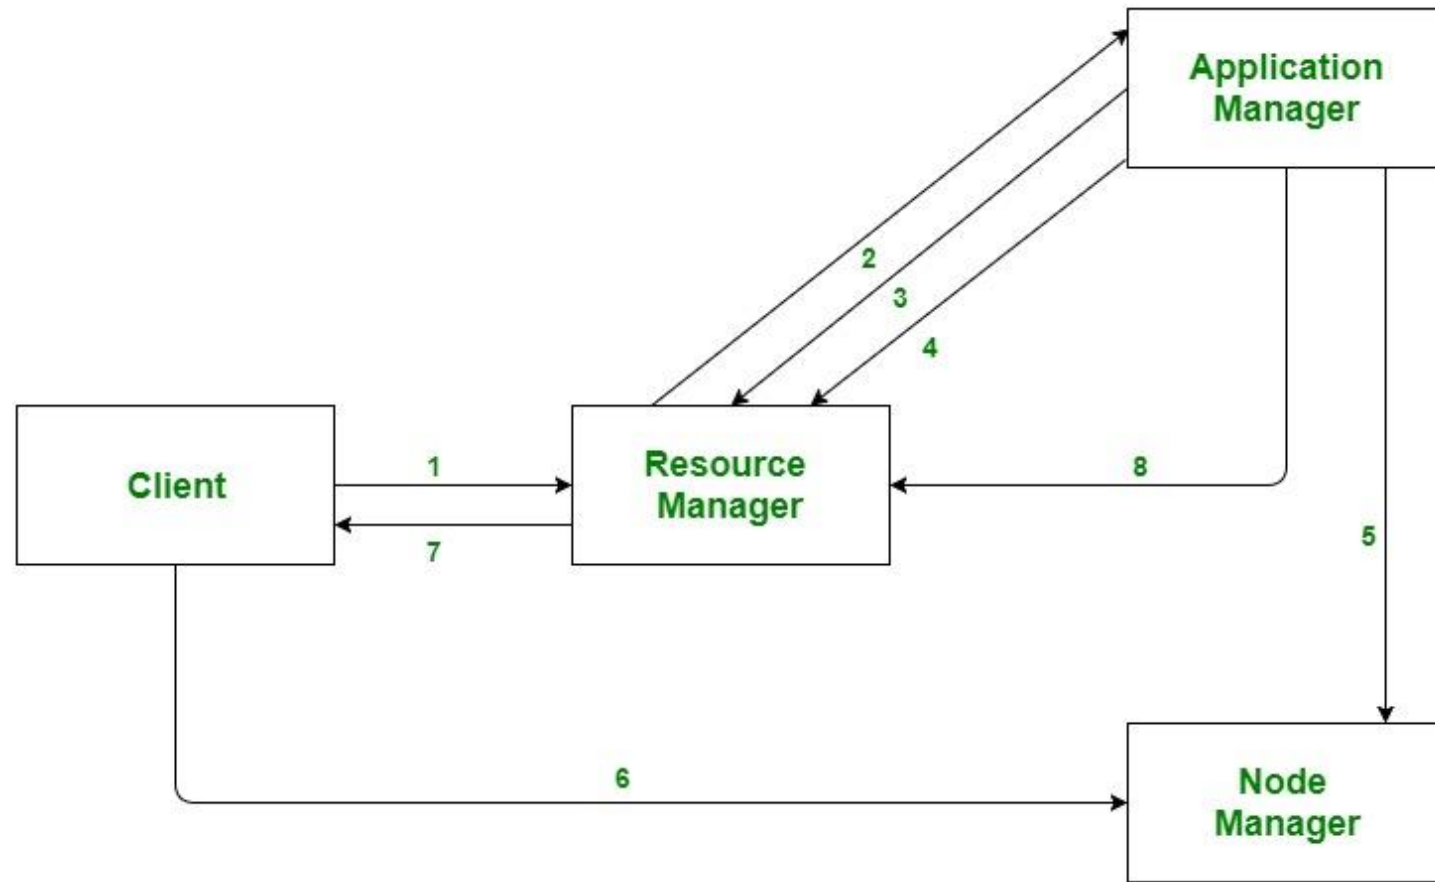 Application
Manager
2
3
4
Client
1
7
Resource
Manager
8
5
6
Node
Manager